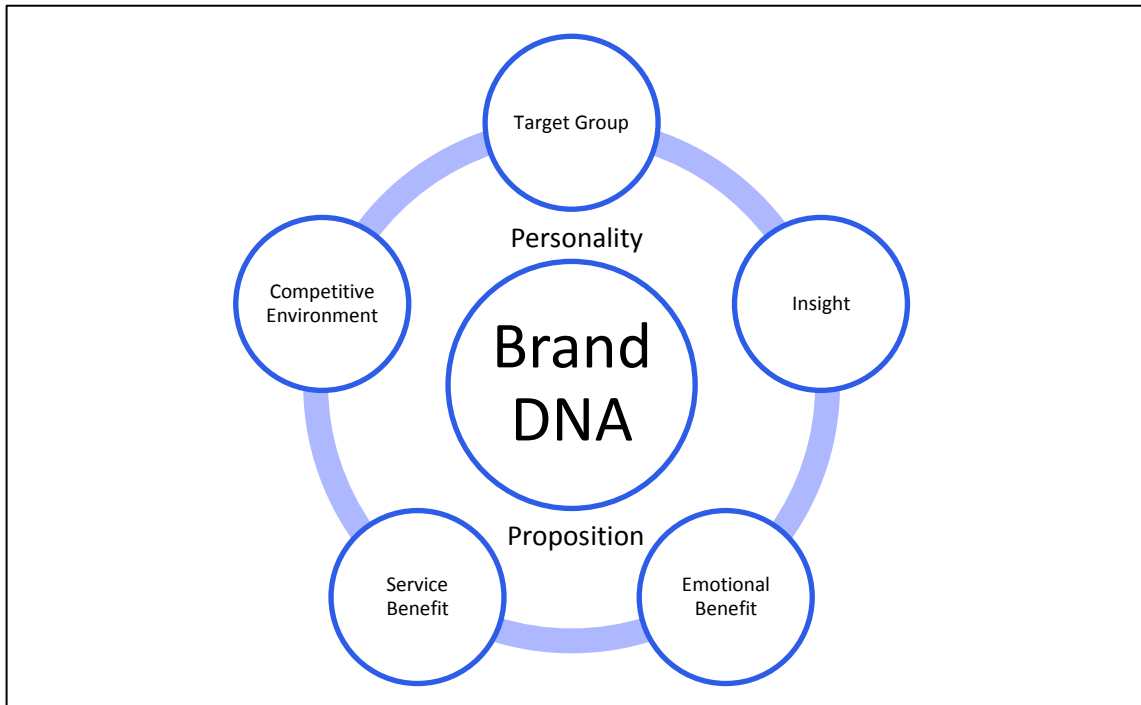 Target Group
Personality
Competitive
Environment
Insight
Brand
DNA
Proposition
Service
Benefit
Emotional
Benefit